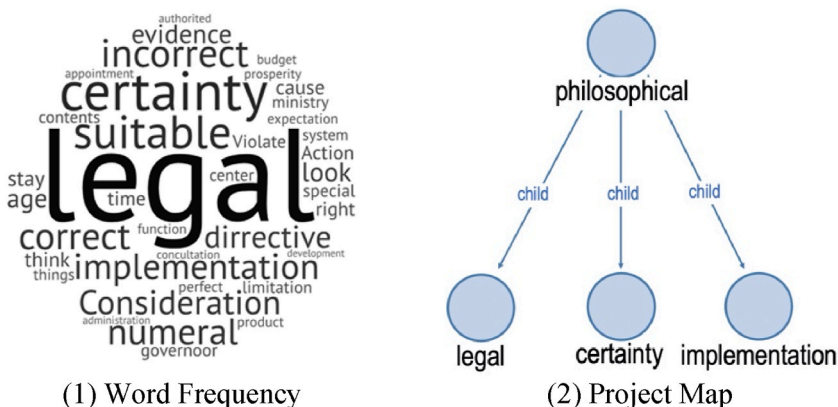 authorited
evidence
incorrect budget
appointment prosperity
certainty cause
ministry
contents expectation
suitable Violate system
legal Action
stay center look
age time special
right
function
correct dirrective
think concultation development
things implementation
perfect limitation
Consideration
administration product
numeral
governoor
(1) Word Frequency
philosophical
child child child
legal certainty implementation
(2) Project Map